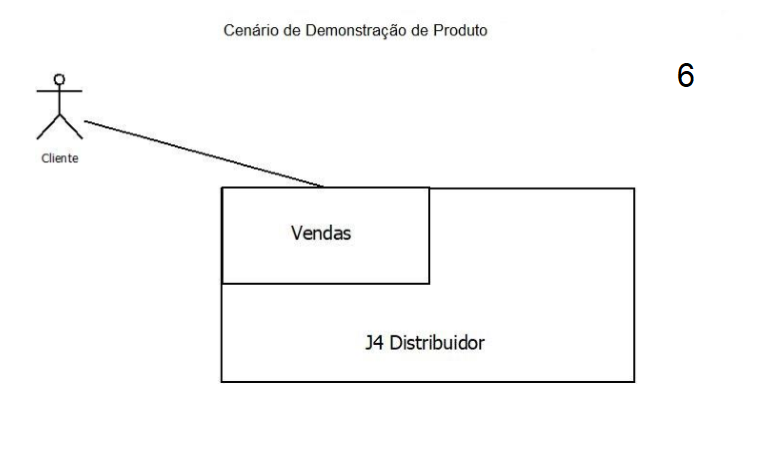 Cenário de Demonstração de Produto
6
Cliente
Vendas
J4 Distribuidor